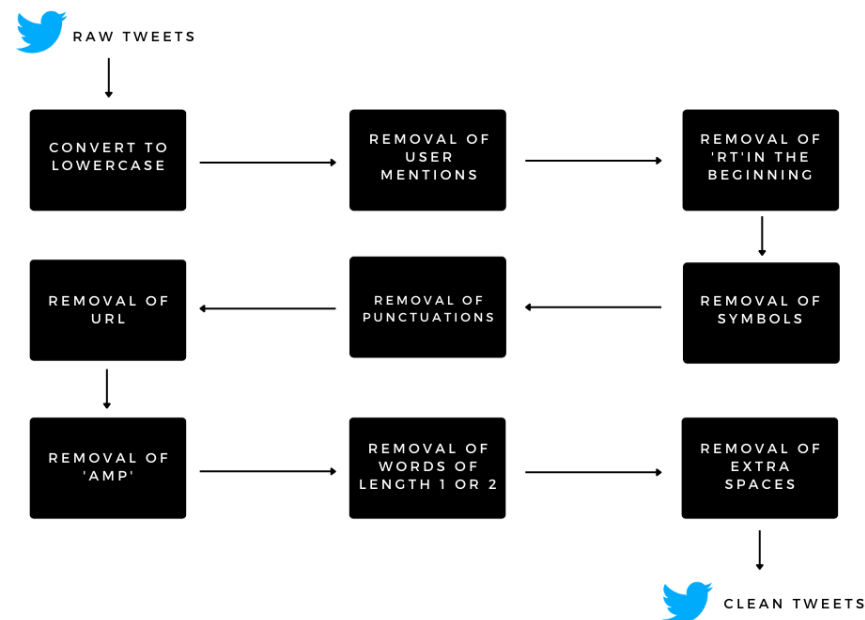 RAW TWEETS
CONVERT TO
LOWERCASE
REMOVAL OF
USER
MENTIONS
REMOVAL OF
'RT'IN THE
BEGINNING
REMOVAL OF
SYMBOLS
REMOVAL OF
PUNCTUATIONS
REMOVAL OF
URL
REMOVAL OF
'AMP'
REMOVAL OF
WORDS OF
LENGTH 1 OR 2
REMOVAL OF
EXTRA
SPACES
CLEAN TWEETS